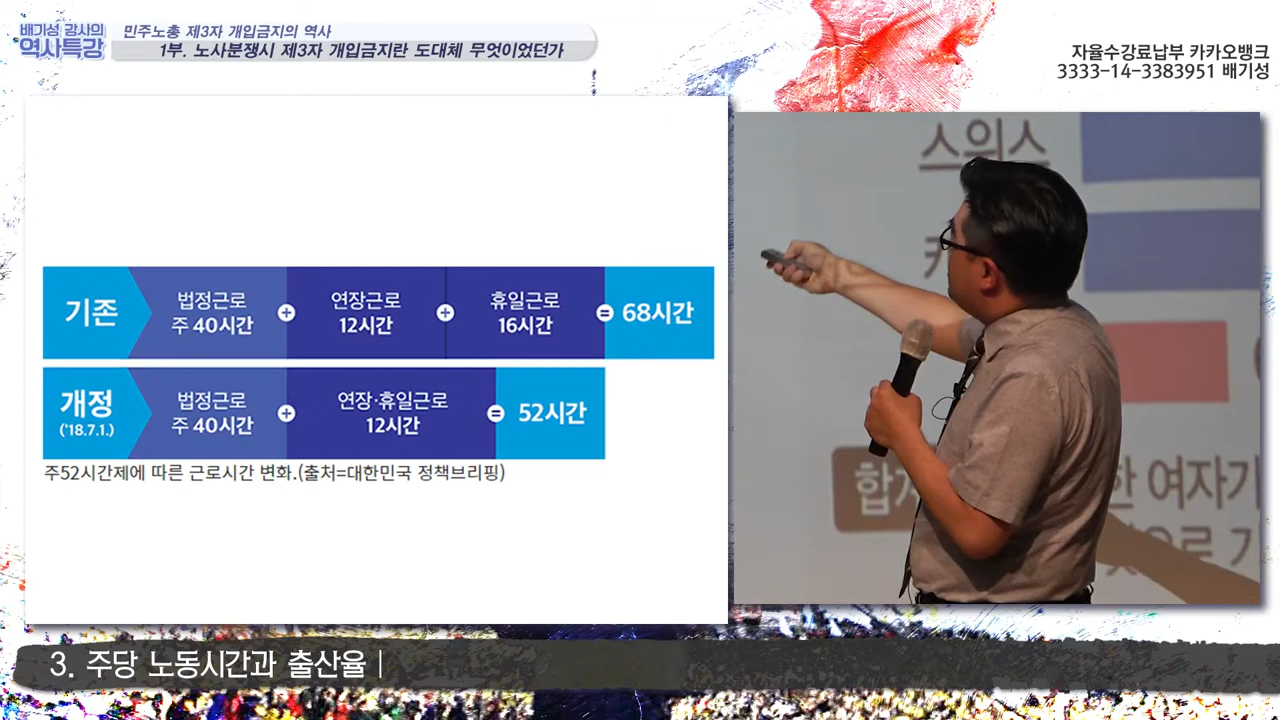 배기성 강사의
역사특강
민주노총 제3자 개입금지의 역사
1부. 노사분쟁시 제3자 개입금지란 도대체 무엇이었던가
자율수강료납부 카카오뱅크
3333-14-3383951 배기성
기존
법정근로
주 40시간
+
연장근로
12시간
+
휴일근로
16시간
=
68시간
개정
('18.7.1.)
법정근로
주 40시간
+
연장·휴일근로
12시간
=
52시간
주52시간제에 따른 근로시간 변화.(출처=대한민국 정책브리핑)
스위스
여자기
3. 주당 노동시간과 출산율